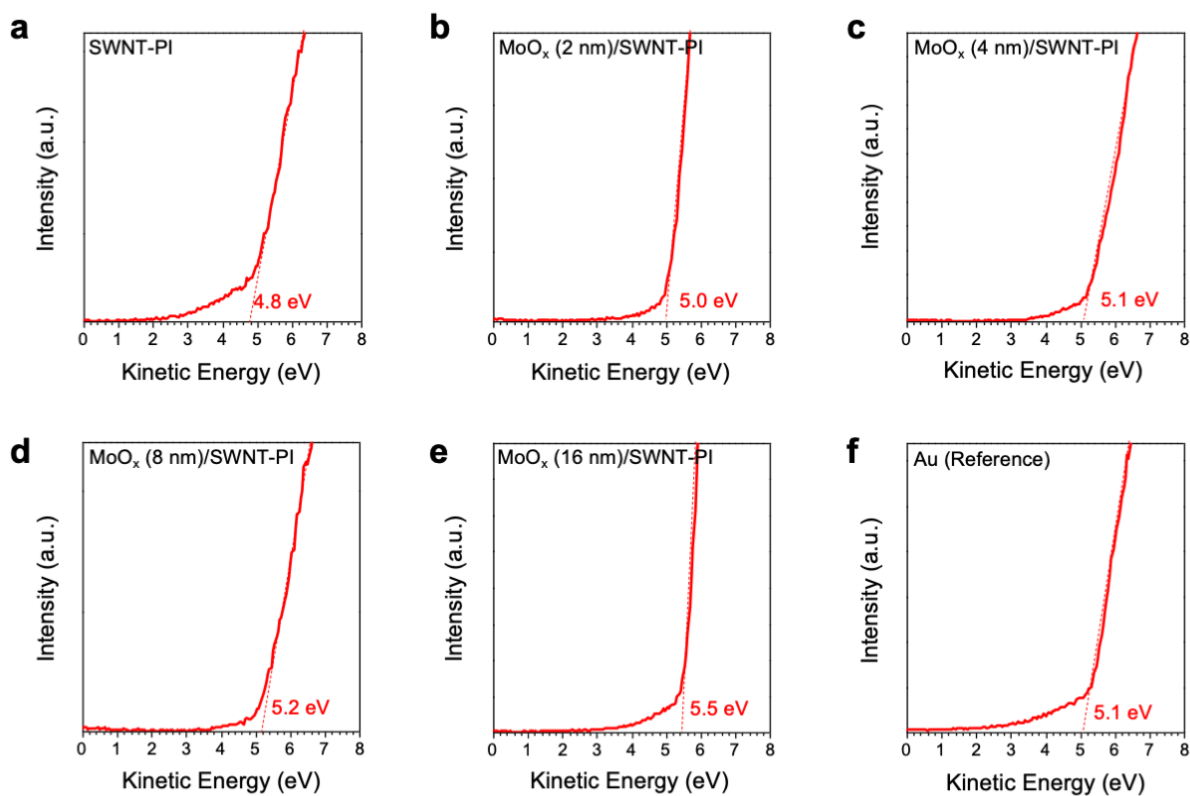 a
SWNT-PI
Intensity (a.u.)
4.8 eV
0 1 2 3 4 5 6 7 8
Kinetic Energy (eV)
b
MoOₓ (2 nm)/SWNT-PI
Intensity (a.u.)
5.0 eV
0 1 2 3 4 5 6 7 8
Kinetic Energy (eV)
c
MoOₓ (4 nm)/SWNT-PI
Intensity (a.u.)
5.1 eV
0 1 2 3 4 5 6 7 8
Kinetic Energy (eV)
d
MoOₓ (8 nm)/SWNT-PI
Intensity (a.u.)
5.2 eV
0 1 2 3 4 5 6 7 8
Kinetic Energy (eV)
e
MoOₓ (16 nm)/SWNT-PI
Intensity (a.u.)
5.5 eV
0 1 2 3 4 5 6 7 8
Kinetic Energy (eV)
f
Au (Reference)
Intensity (a.u.)
5.1 eV
0 1 2 3 4 5 6 7 8
Kinetic Energy (eV)